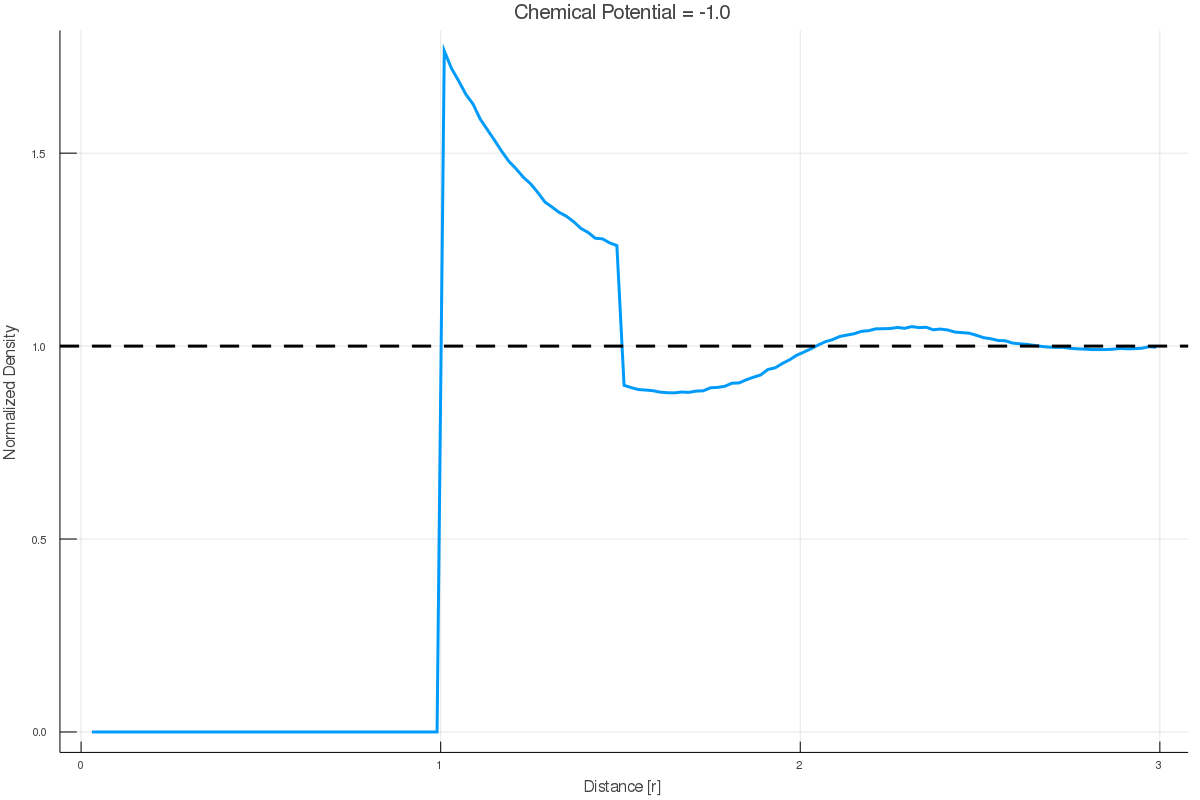 Chemical Potential = -1.0
Normalized Density
1.5
1.0
0.5
0.0
0
1
2
3
Distance [r]